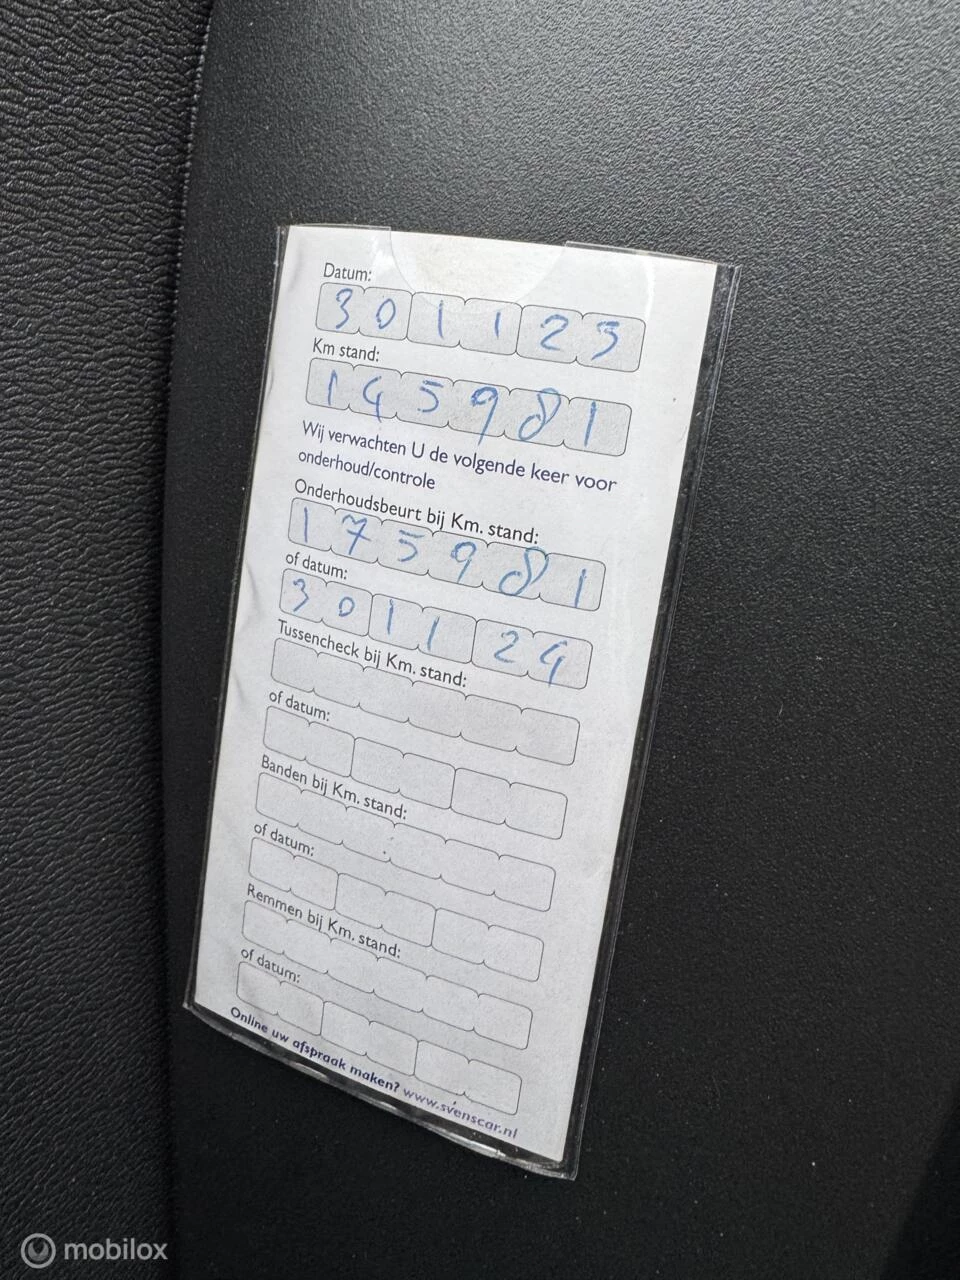 Datum:
301123
Km stand:
145981
Wij verwachten U de volgende keer voor
onderhoud/controle
Onderhoudsbeurt bij Km. stand:
175981
of datum:
301124
Tussencheck bij Km. stand:
of datum:
Banden bij Km. stand:
of datum:
Remmen bij Km. stand:
of datum:
Online uw afspraak maken? www.svenscar.nl
mobilox